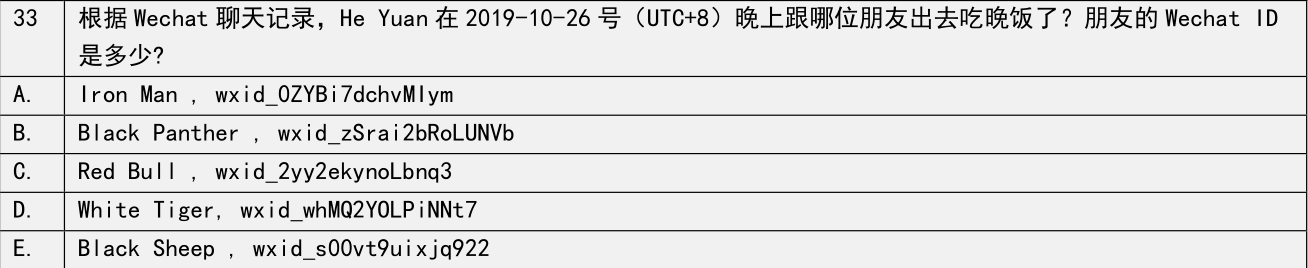 33 根据 Wechat 聊天记录，He Yuan 在 2019-10-26 号（UTC+8）晚上跟哪位朋友出去吃晚饭了？朋友的 Wechat ID
是多少?
A. Iron Man , wxid_0ZYBi7dchvMIym
B. Black Panther , wxid_zSrai2bRoLUNVb
C. Red Bull , wxid_2yy2ekynoLbnq3
D. White Tiger, wxid_whMQ2YOLPiNNt7
E. Black Sheep , wxid_s00vt9uixjq922